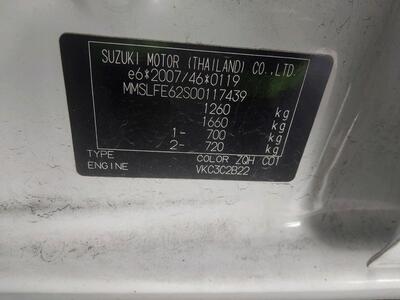 SUZUKI MOTOR (THAILAND) CO.,LTD.
e6*2007/46*0119
MMSLFE62S00117439
1260 kg
1660 kg
1- 700 kg
2- 720 kg
COLOR ZQH C01
TYPE VKC3C2B22
ENGINE